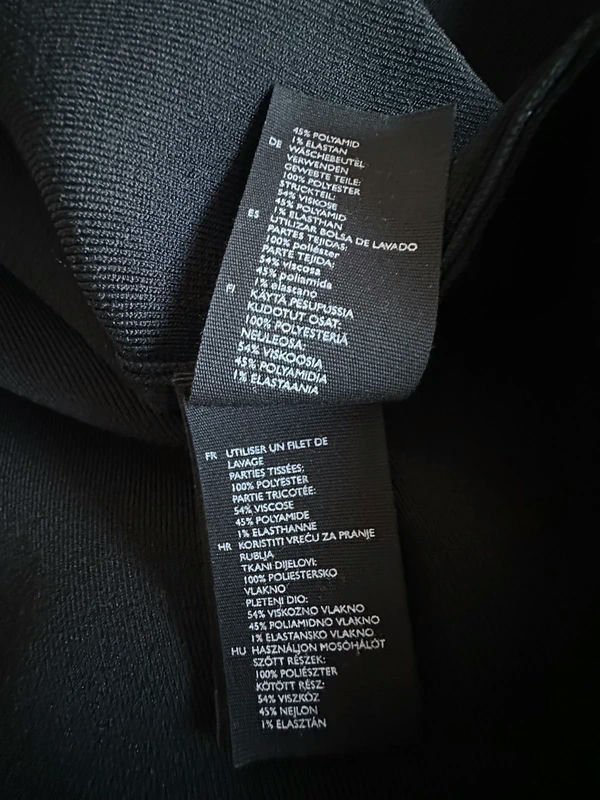 45% POLYAMID
1% ELASTAN
DE WÄSCHEBEUTEL
VERWENDEN
GEWEBTE TEILE:
100% POLYESTER
STRICKTEIL:
54% VISKOSE
45% POLYAMID
1% ELASTHAN
ES UTILIZAR BOLSA DE LAVADO
PARTES TEJIDAS:
100% poliéster
PARTE TEJIDA:
54% viscosa
45% poliamida
1% elastano
FI KÄYTÄ PESUPUSSIA
KUDOTUT OSAT:
100% POLYESTERIÄ
NEULEOSA:
54% VISKOOSIA
45% POLYAMIDIA
1% ELASTAANIA
FR UTILISER UN FILET DE
LAVAGE
PARTIES TISSÉES:
100% POLYESTER
PARTIE TRICOTÉE:
54% VISCOSE
45% POLYAMIDE
1% ELASTHANNE
HR KORISTITI VREĆU ZA PRANJE
RUBLJA
TKANI DIJELOVI:
100% POLIESTERSKO
VLAKNO
PLETENI DIO:
54% VISKOZNO VLAKNO
45% POLIAMIDNO VLAKNO
1% ELASTANSKO VLAKNO
HU HASZNÁLJON MOSÓHÁLÓT
SZŐTT RÉSZEK:
100% POLIÉSZTER
KÖTÖTT RÉSZ:
54% VISZKÓZ
45% NEJLON
1% ELASZTÁN